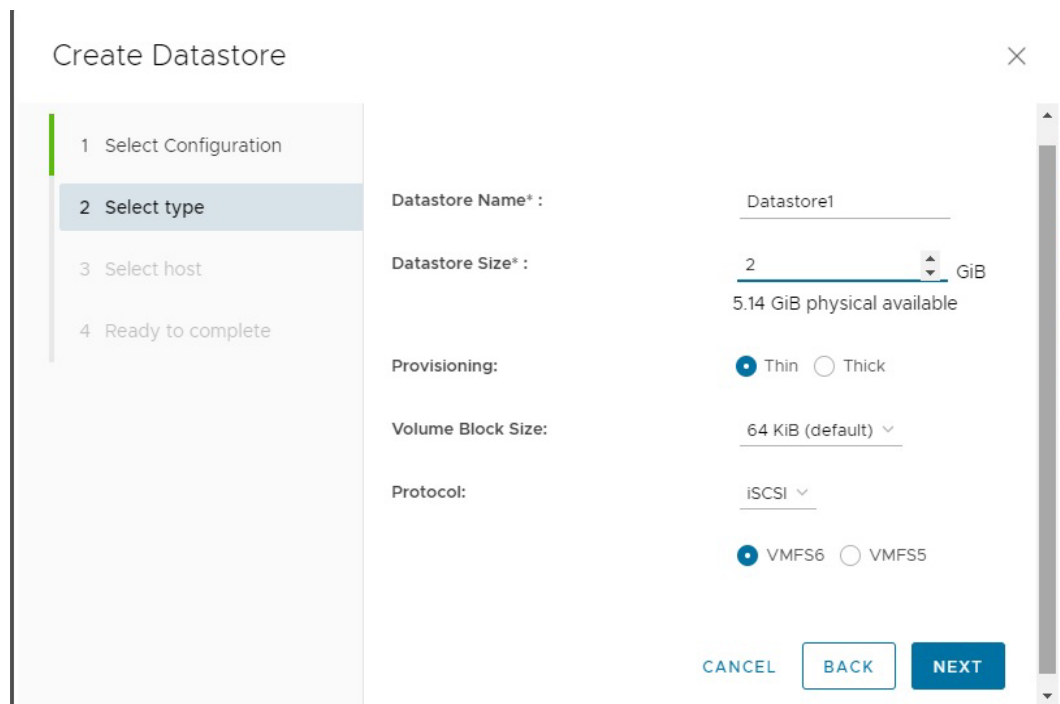 Create Datastore
1 Select Configuration
2 Select type
3 Select host
4 Ready to complete
Datastore Name* :
Datastore1
Datastore Size* :
2
GiB
5.14 GiB physical available
Provisioning:
Thin
Thick
Volume Block Size:
64 KiB (default)
Protocol:
iSCSI
VMFS6
VMFS5
CANCEL
BACK
NEXT